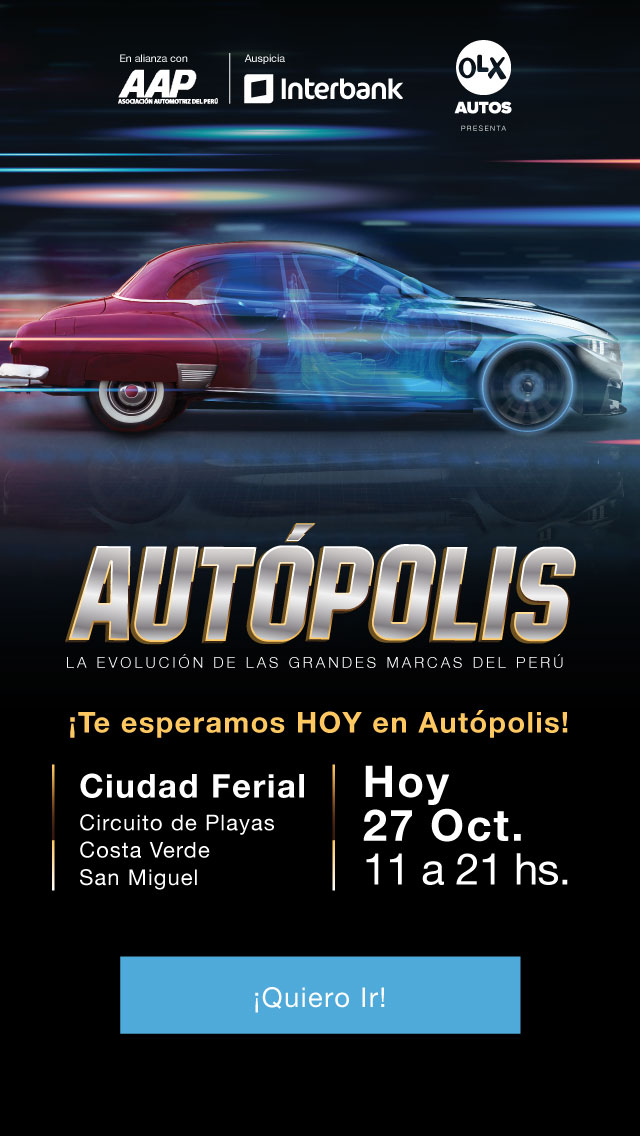 En alianza con
AAP
ASOCIACIÓN AUTOMOTRIZ DEL PERÚ
Auspicia
Interbank
OLX
AUTOS
PRESENTA
AUTÓPOLIS
LA EVOLUCIÓN DE LAS GRANDES MARCAS DEL PERÚ
¡Te esperamos HOY en Autópolis!
Ciudad Ferial
Circuito de Playas
Costa Verde
San Miguel
Hoy
27 Oct.
11 a 21 hs.
¡Quiero Ir!